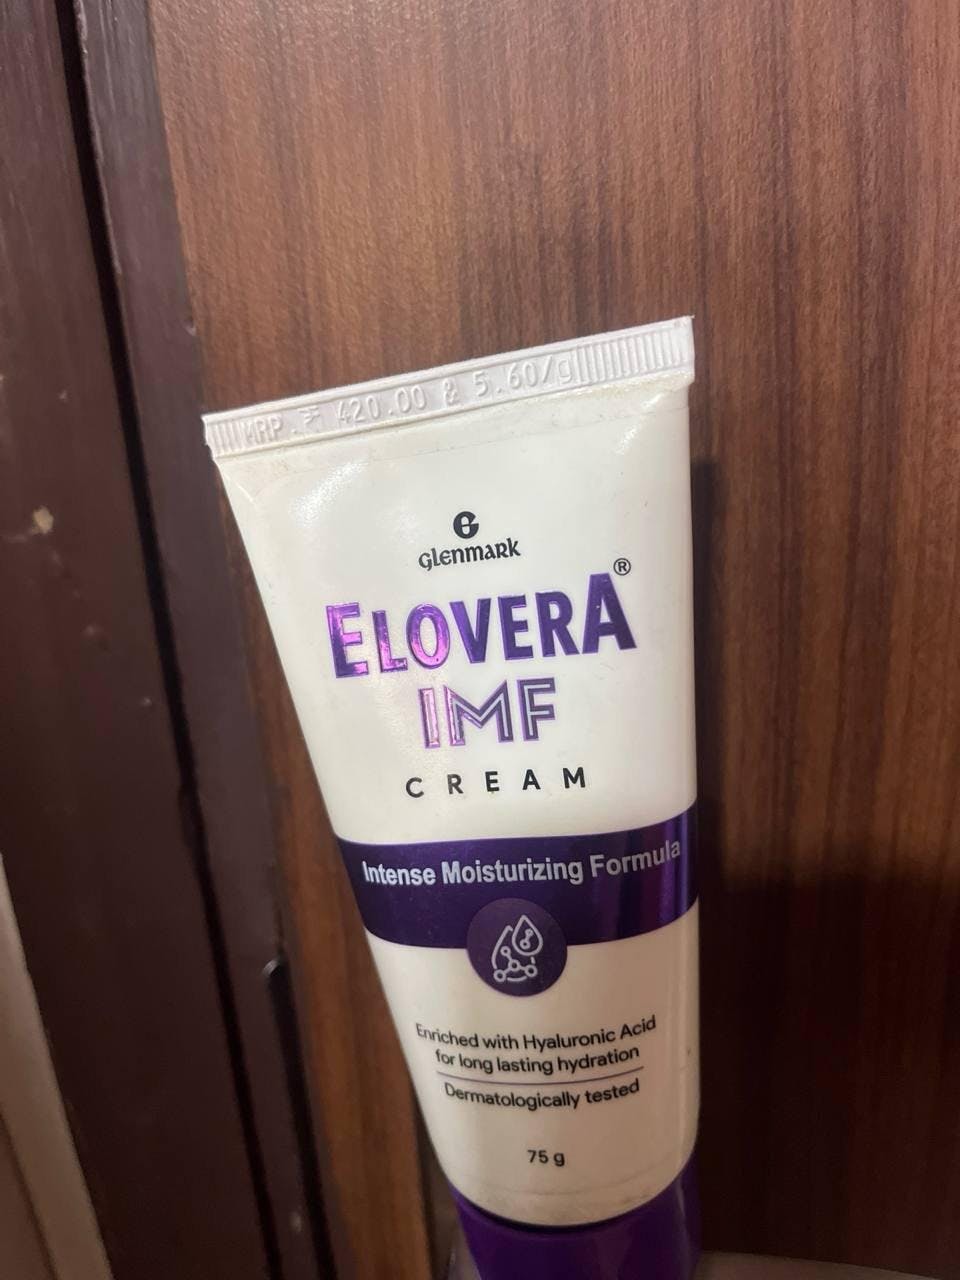 MRP.₹ 420.00 & 5.60/g
Glenmark
ELOVERA®
IMF
CREAM
Intense Moisturizing Formula
Enriched with Hyaluronic Acid
for long lasting hydration
Dermatologically tested
75 g